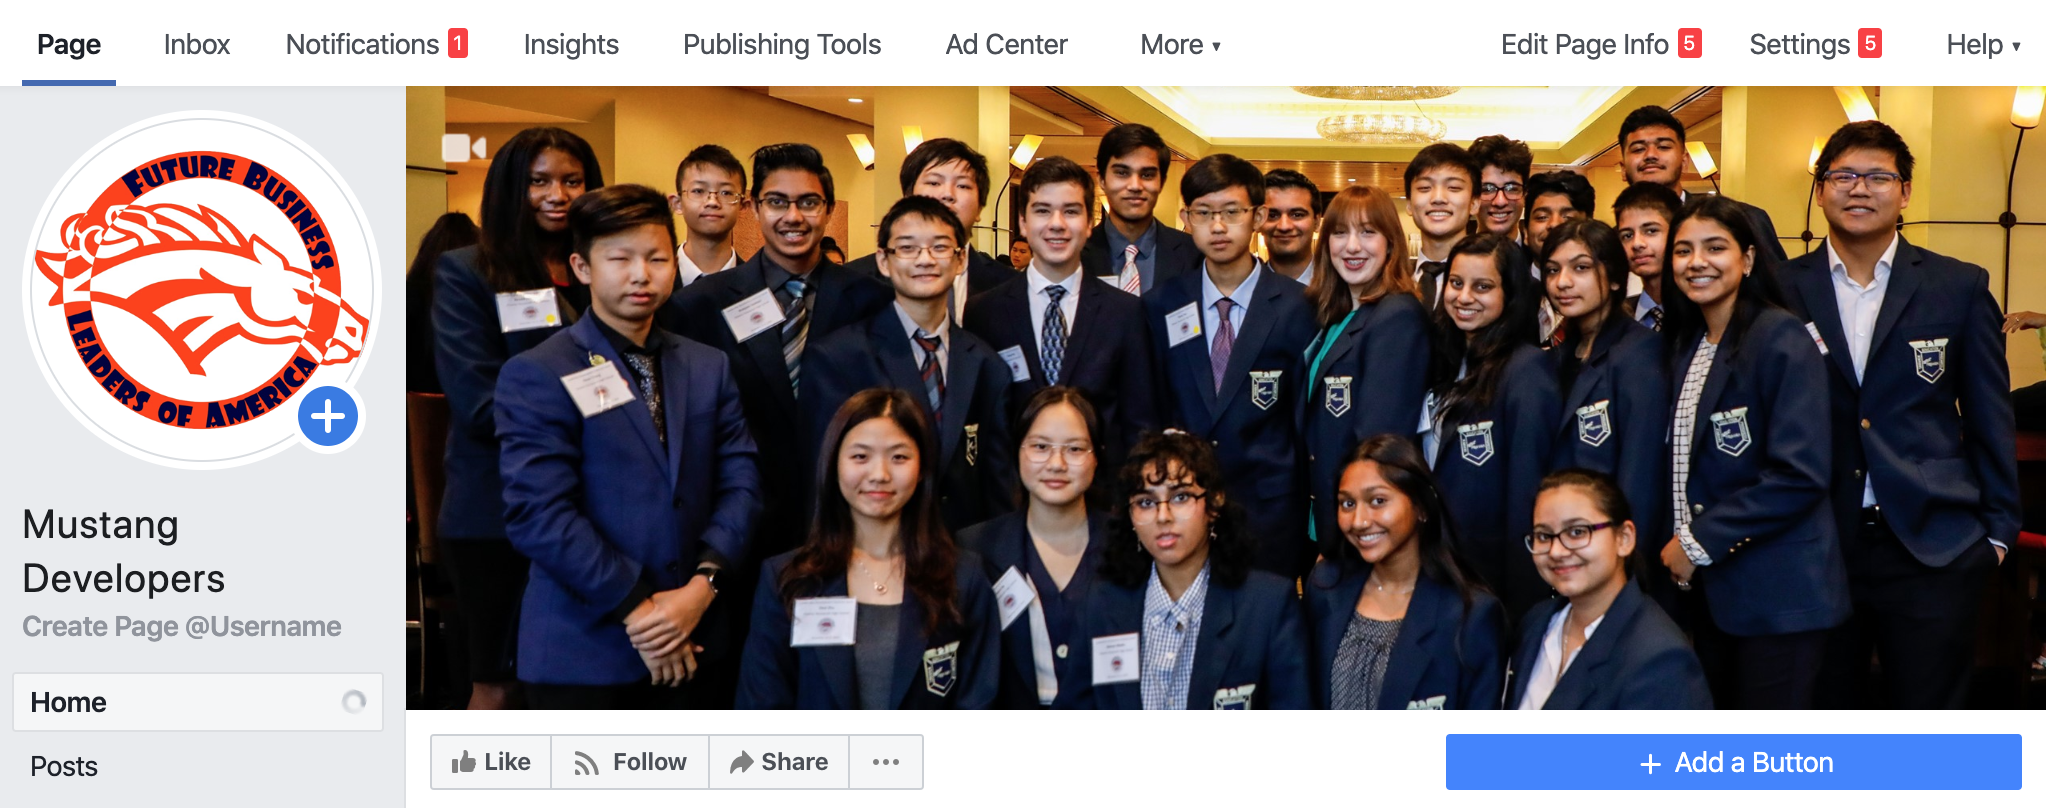 Page Inbox Notifications 1 Insights Publishing Tools Ad Center More Edit Page Info 5 Settings 5 Help
FUTURE BUSINESS
LEADERS OF AMERICA
Mustang
Developers
Create Page @Username
Home
Posts
Like Follow Share
+ Add a Button